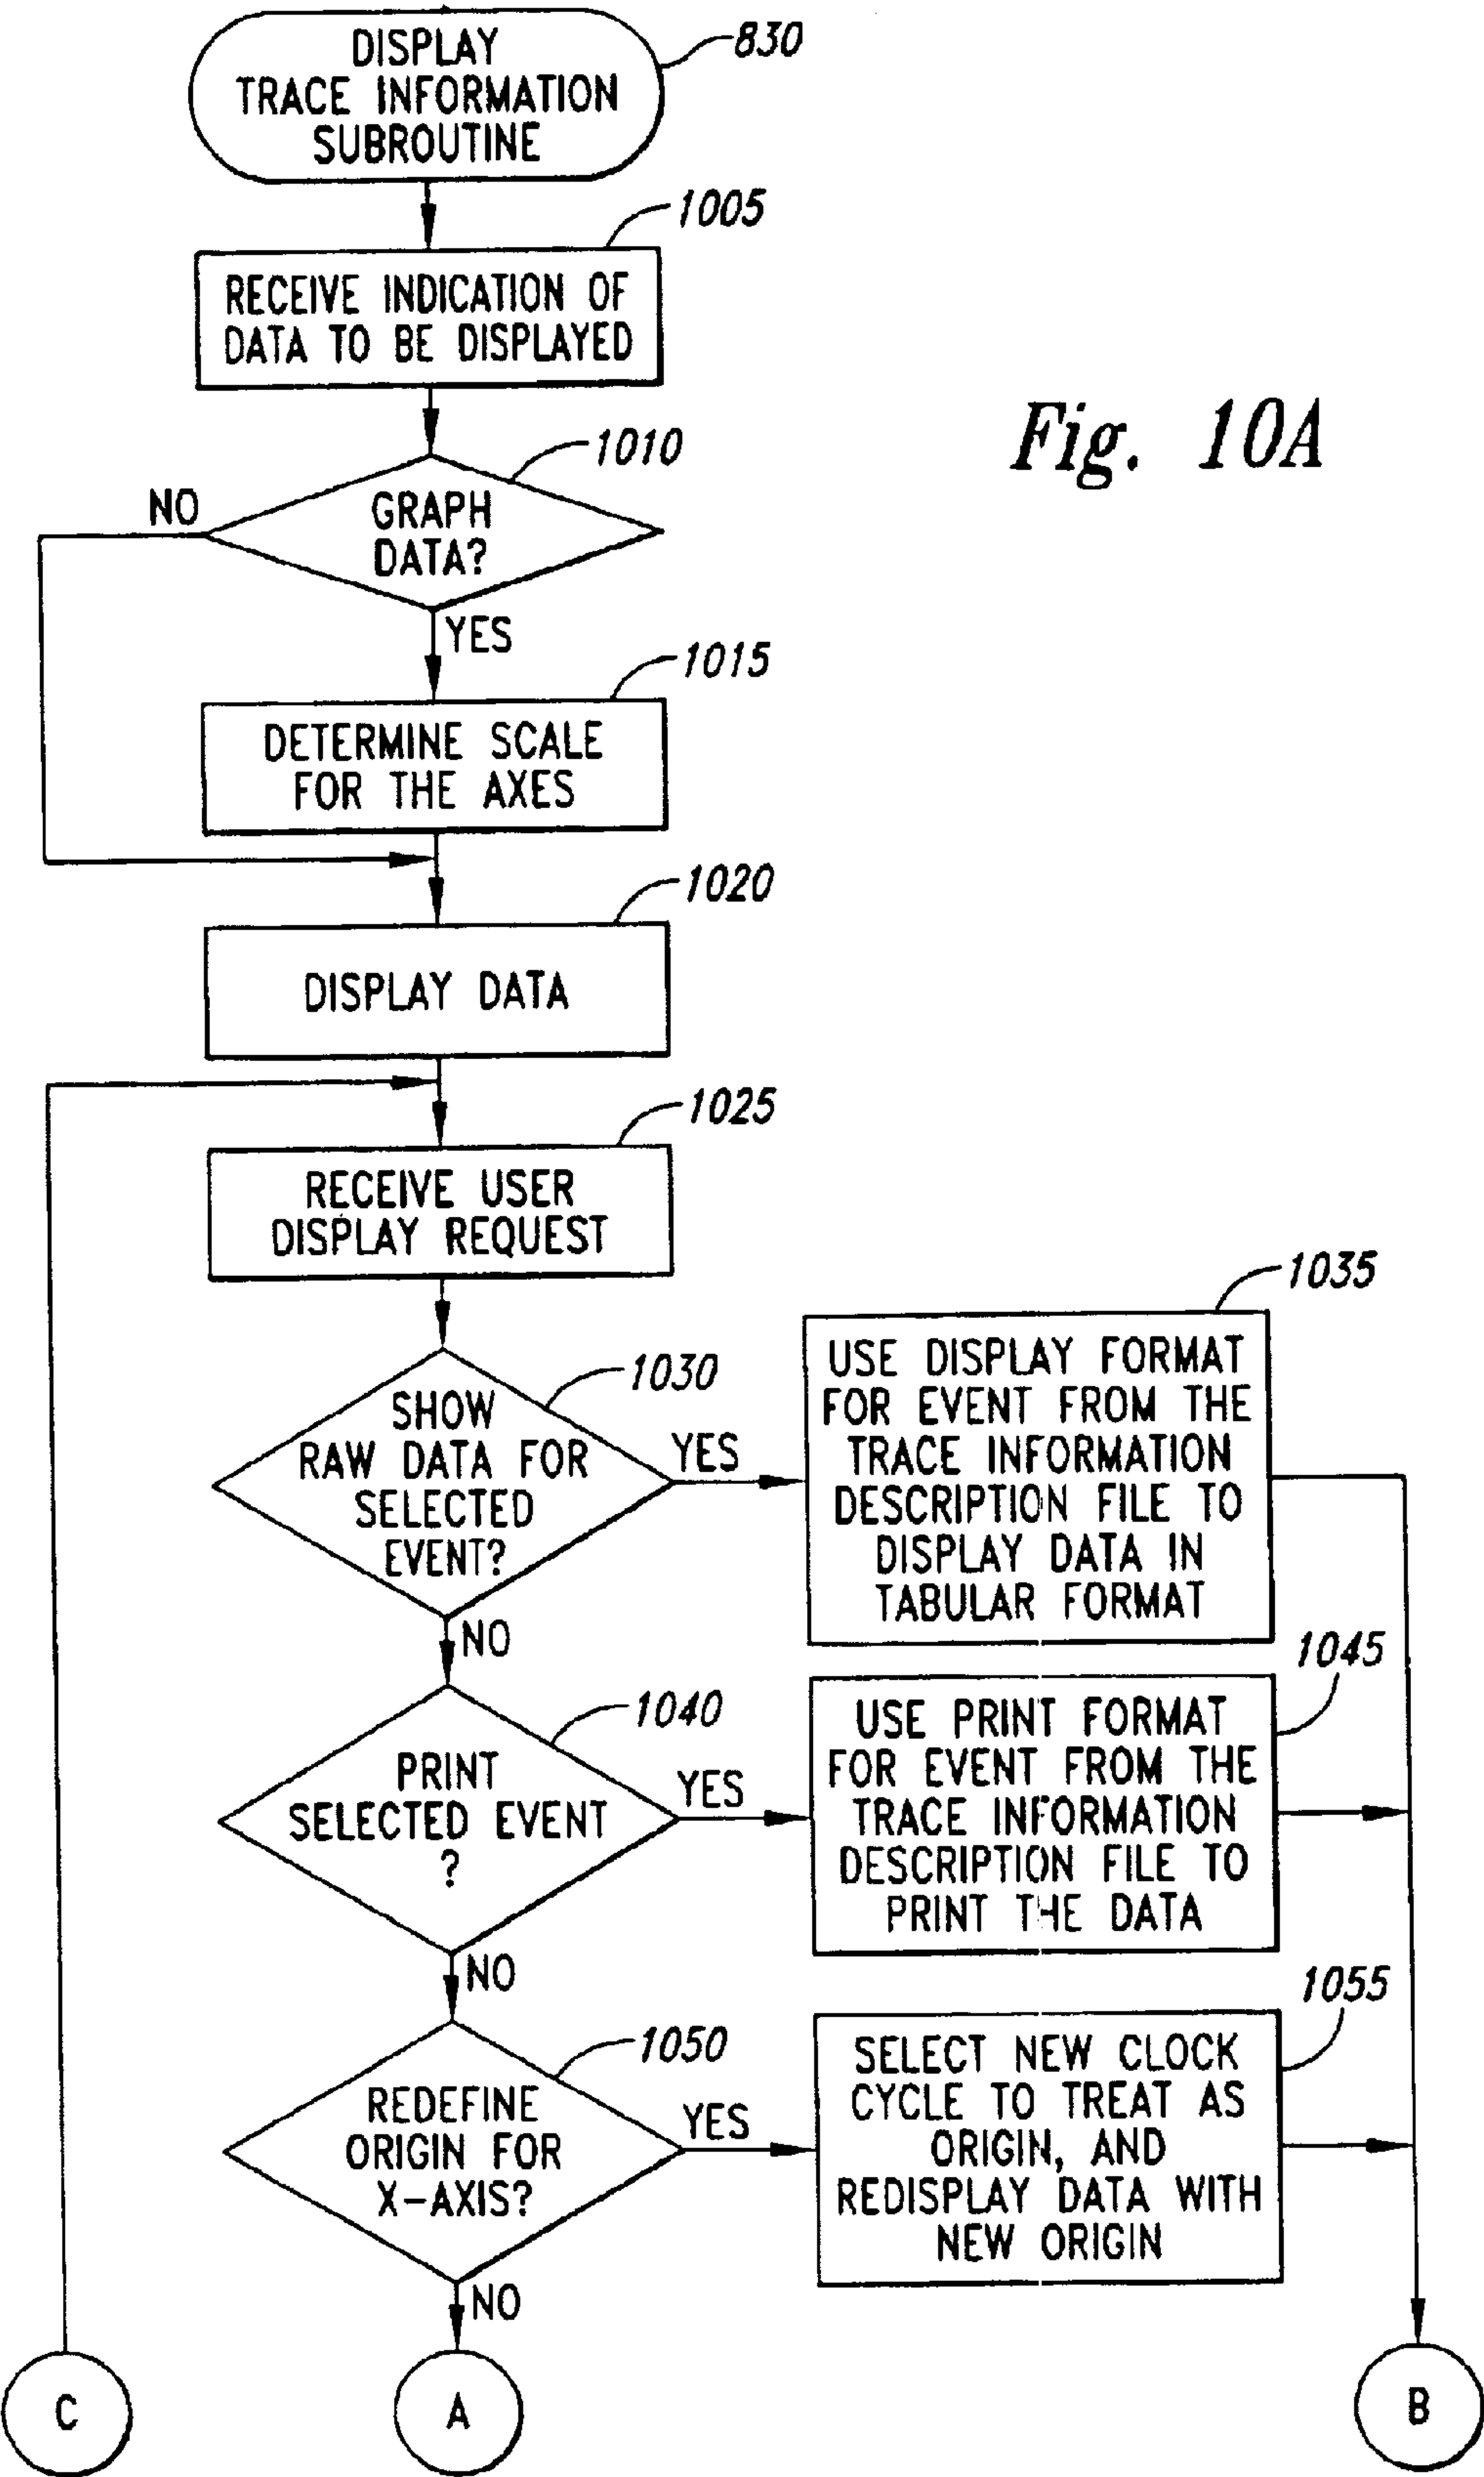 DISPLAY
TRACE INFORMATION
SUBROUTINE
830
1005
RECEIVE INDICATION OF
DATA TO BE DISPLAYED
Fig. 10A
1010
NO
GRAPH
DATA?
YES
1015
DETERMINE SCALE
FOR THE AXES
1020
DISPLAY DATA
1025
RECEIVE USER
DISPLAY REQUEST
1030
SHOW
RAW DATA FOR
SELECTED
EVENT?
YES
NO
1035
USE DISPLAY FORMAT
FOR EVENT FROM THE
TRACE INFORMATION
DESCRIPTION FILE TO
DISPLAY DATA IN
TABULAR FORMAT
1040
PRINT
SELECTED EVENT
?
YES
NO
1045
USE PRINT FORMAT
FOR EVENT FROM THE
TRACE INFORMATION
DESCRIPTION FILE TO
PRINT THE DATA
1050
REDEFINE
ORIGIN FOR
X-AXIS?
YES
NO
1055
SELECT NEW CLOCK
CYCLE TO TREAT AS
ORIGIN, AND
REDISPLAY DATA WITH
NEW ORIGIN
C
A
B